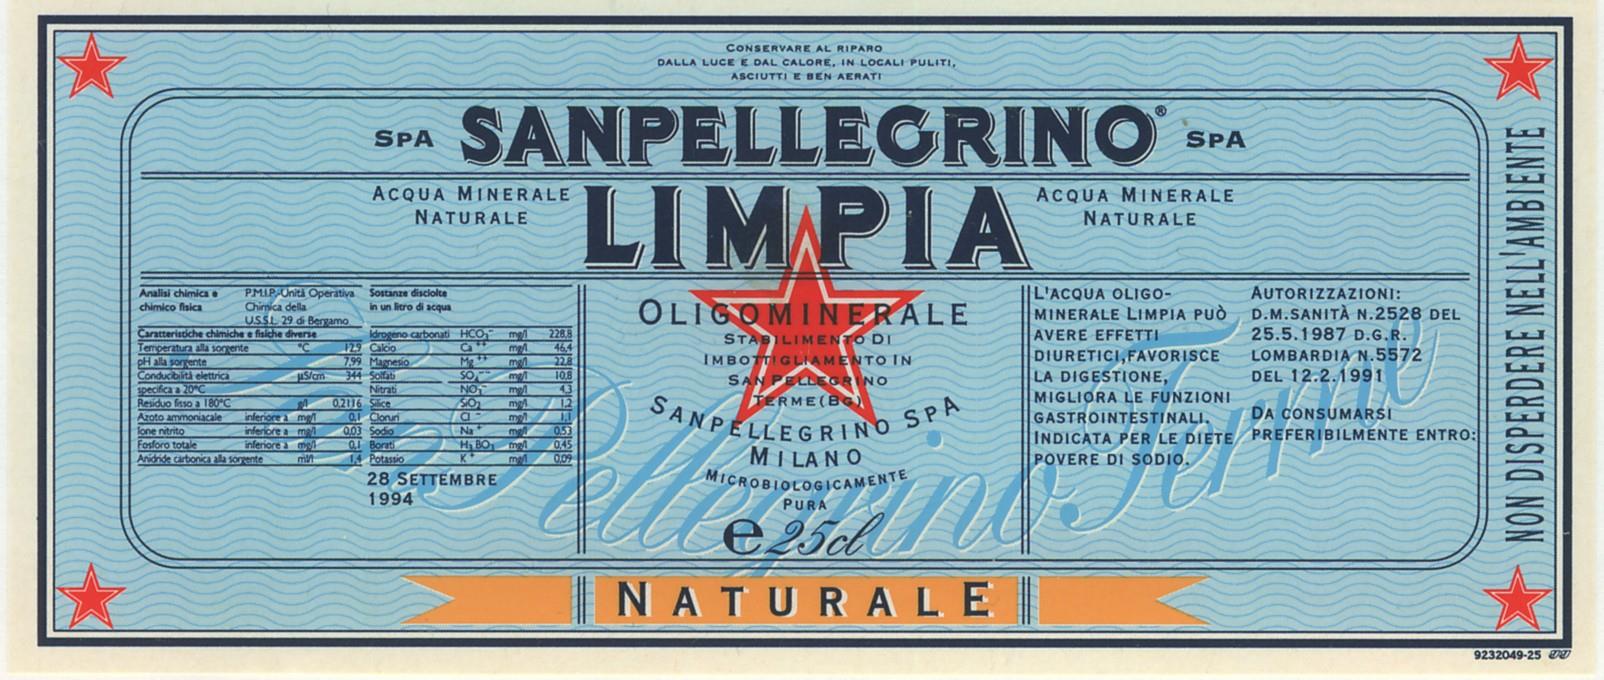 CONSERVARE AL RIPARO
DALLA LUCE E DAL CALORE, IN LOCALI PULITI,
ASCIUTTI E BEN AERATI
SPA SANPELLEGRINO® SPA
ACQUA MINERALE
NATURALE
LIMPIA
ACQUA MINERALE
NATURALE
Analisi chimica e
chimico fisica
P.M.I.P.-Unità Operativa
Chimica della
U.S.S.L. 29 di Bergamo
Caratteristiche chimiche e fisiche diverse
Temperatura alla sorgente °C 12,9
pH alla sorgente 7,99
Conducibilità elettrica µS/cm 344
specifica a 20°C
Residuo fisso a 180°C g/l 0,2116
Azoto ammoniacale inferiore a mg/l 0,1
Ione nitrito inferiore a mg/l 0,03
Fosforo totale inferiore a mg/l 0,1
Anidride carbonica alla sorgente ml/l 1,4
Sostanze disciolte
in un litro di acqua
Idrogeno carbonati HCO3⁻ mg/l 228,8
Calcio Ca⁺⁺ mg/l 46,4
Magnesio Mg⁺⁺ mg/l 22,8
Solfati SO4⁻⁻ mg/l 10,8
Nitrati NO3⁻ mg/l 4,3
Silice SiO2 mg/l 1,2
Cloruri Cl⁻ mg/l 1,1
Sodio Na⁺ mg/l 0,53
Borati H3BO3 mg/l 0,45
Potassio K⁺ mg/l 0,09
28 SETTEMBRE
1994
OLIGOMINERALE
STABILIMENTO DI
IMBOTTIGLIAMENTO IN
SAN PELLEGRINO
TERME(BG)
SANPELLEGRINO SPA
MILANO
MICROBIOLOGICAMENTE
PURA
e 25cl
L'ACQUA OLIGO-
MINERALE LIMPIA PUÒ
AVERE EFFETTI
DIURETICI,FAVORISCE
LA DIGESTIONE,
MIGLIORA LE FUNZIONI
GASTROINTESTINALI.
INDICATA PER LE DIETE
POVERE DI SODIO.
AUTORIZZAZIONI:
D.M.SANITÀ N.2528 DEL
25.5.1987 D.G.R.
LOMBARDIA N.5572
DEL 12.2.1991
DA CONSUMARSI
PREFERIBILMENTE ENTRO:
San Pellegrino Terme
NATURALE
NON DISPERDERE NELL'AMBIENTE
9232049-25